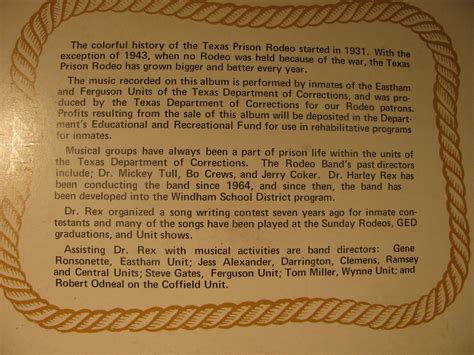 The colorful history of the Texas Prison Rodeo started in 1931. With the
exception of 1943, when no Rodeo was held because of the war, the Texas
Prison Rodeo has grown bigger and better every year.
The music recorded on this album is performed by inmates of the Eastham
and Ferguson Units of the Texas Department of Corrections, and was pro-
duced by the Texas Department of Corrections for our Rodeo patrons.
Profits resulting from the sale of this album will be deposited in the Depart-
ment's Educational and Recreational Fund for use in rehabilitative programs
for inmates.
Musical groups have always been a part of prison life within the units of
the Texas Department of Corrections. The Rodeo Band's past directors
include; Dr. Mickey Tull, Bo Crews, and Jerry Coker. Dr. Harley Rex has
been conducting the band since 1964, and since then, the band has
been developed into the Windham School District program.
Dr. Rex organized a song writing contest seven years ago for inmate con-
testants and many of the songs have been played at the Sunday Rodeos, GED
graduations, and Unit shows.
Assisting Dr. Rex with musical activities are band directors: Gene
Ronsonette, Eastham Unit; Jess Alexander, Darrington, Clemens, Ramsey
and Central Units; Steve Gates, Ferguson Unit; Tom Miller, Wynne Unit; and
Robert Odneal on the Coffield Unit.